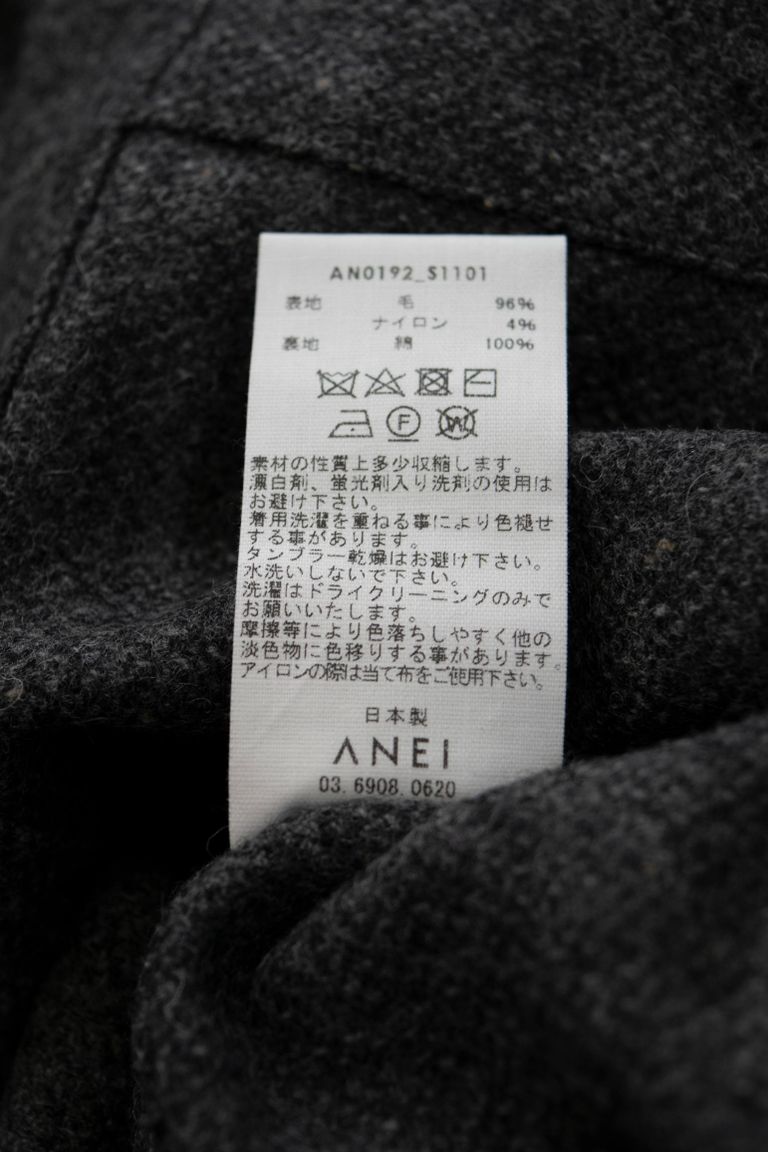 AN0192_S1101
表地 毛 96%
ナイロン 4%
裏地 綿 100%
F
W
素材の性質上多少収縮します。
漂白剤、蛍光剤入り洗剤の使用は
お避け下さい。
着用洗濯を重ねる事により色褪せ
する事があります。
タンブラー乾燥はお避け下さい。
水洗いしないで下さい。
洗濯はドライクリーニングのみで
お願いいたします。
摩擦等により色落ちしやすく他の
淡色物に色移りする事があります。
アイロンの際は当て布をご使用下さい。
日本製
ANEI
03. 6908. 0620